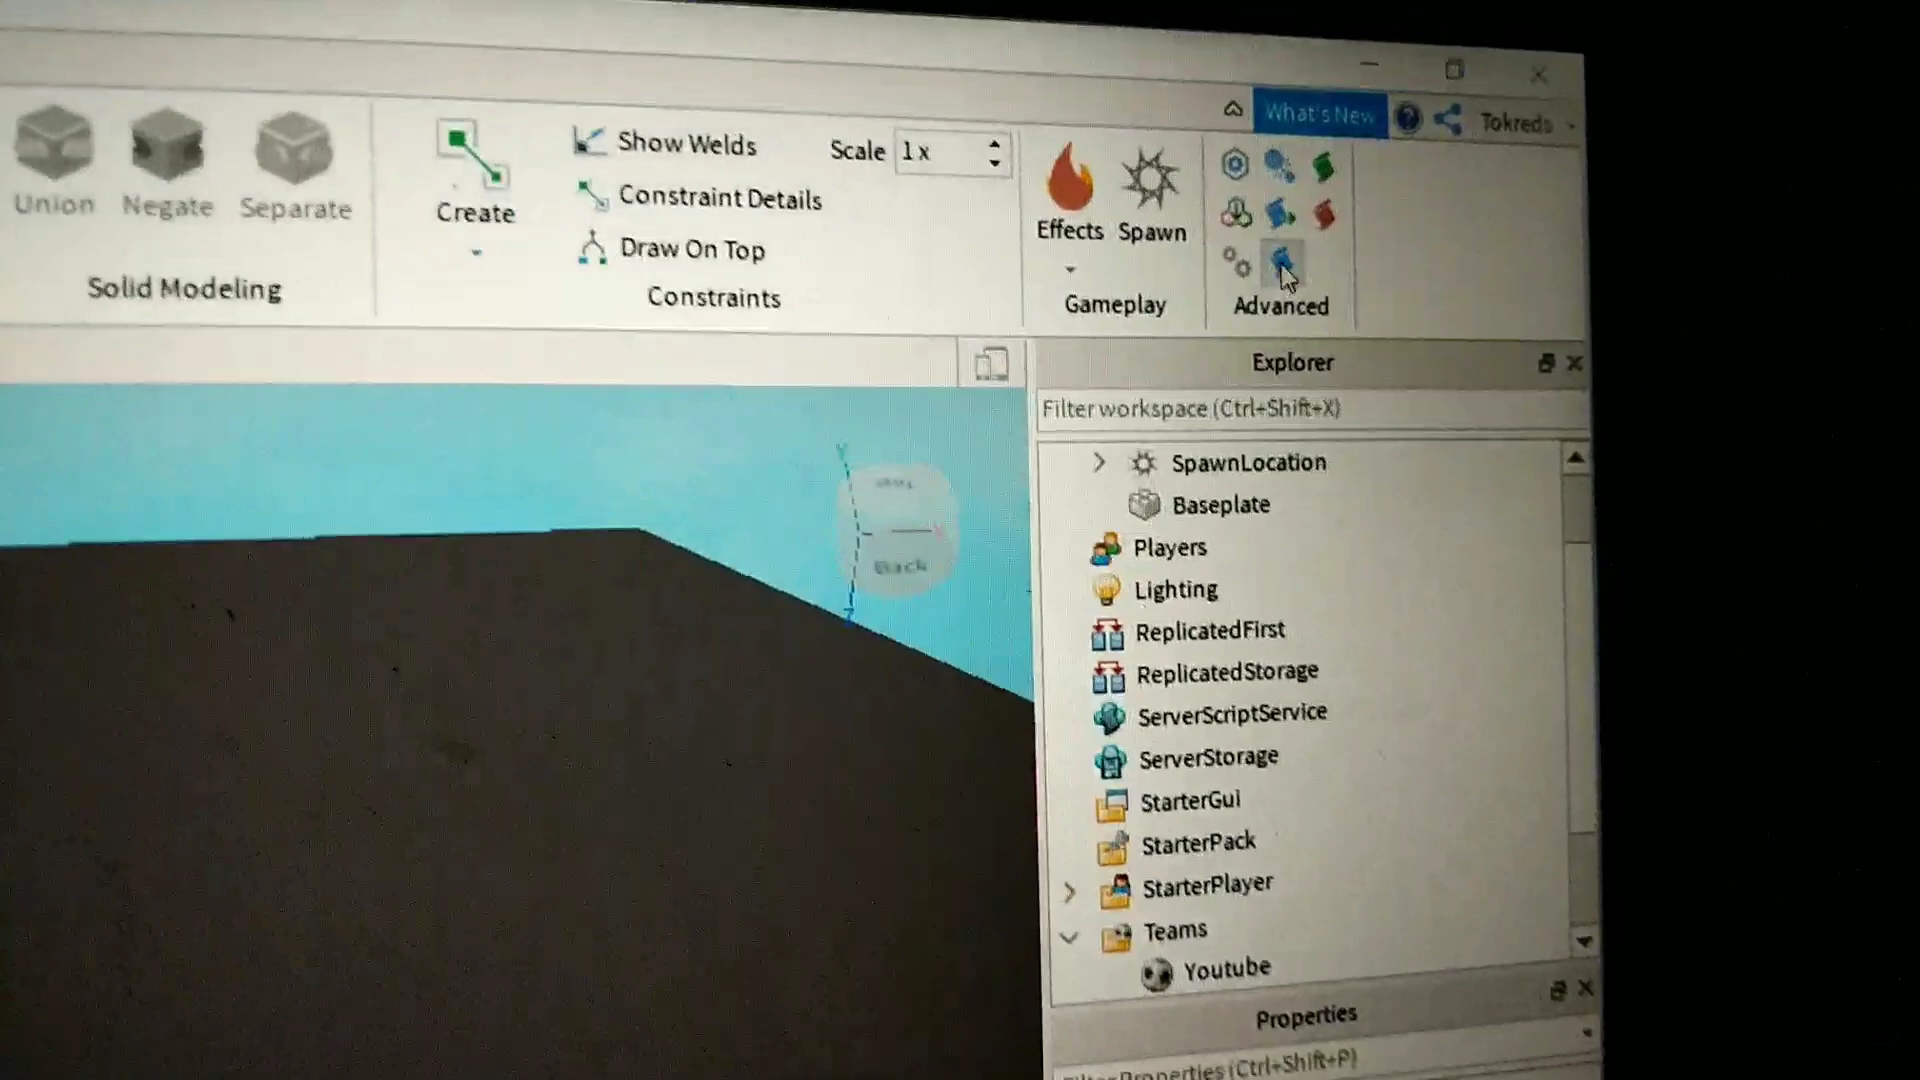 What's New
Tokreds
Union Negate Separate
Solid Modeling
Create
Show Welds
Constraint Details
Draw On Top
Scale 1x
Constraints
Effects Spawn
Gameplay
Advanced
Explorer
Filter workspace (Ctrl+Shift+X)
SpawnLocation
Baseplate
Players
Lighting
ReplicatedFirst
ReplicatedStorage
ServerScriptService
ServerStorage
StarterGui
StarterPack
StarterPlayer
Teams
Youtube
Y
X
Back
Z
Properties
Filter Properties (Ctrl+Shift+P)